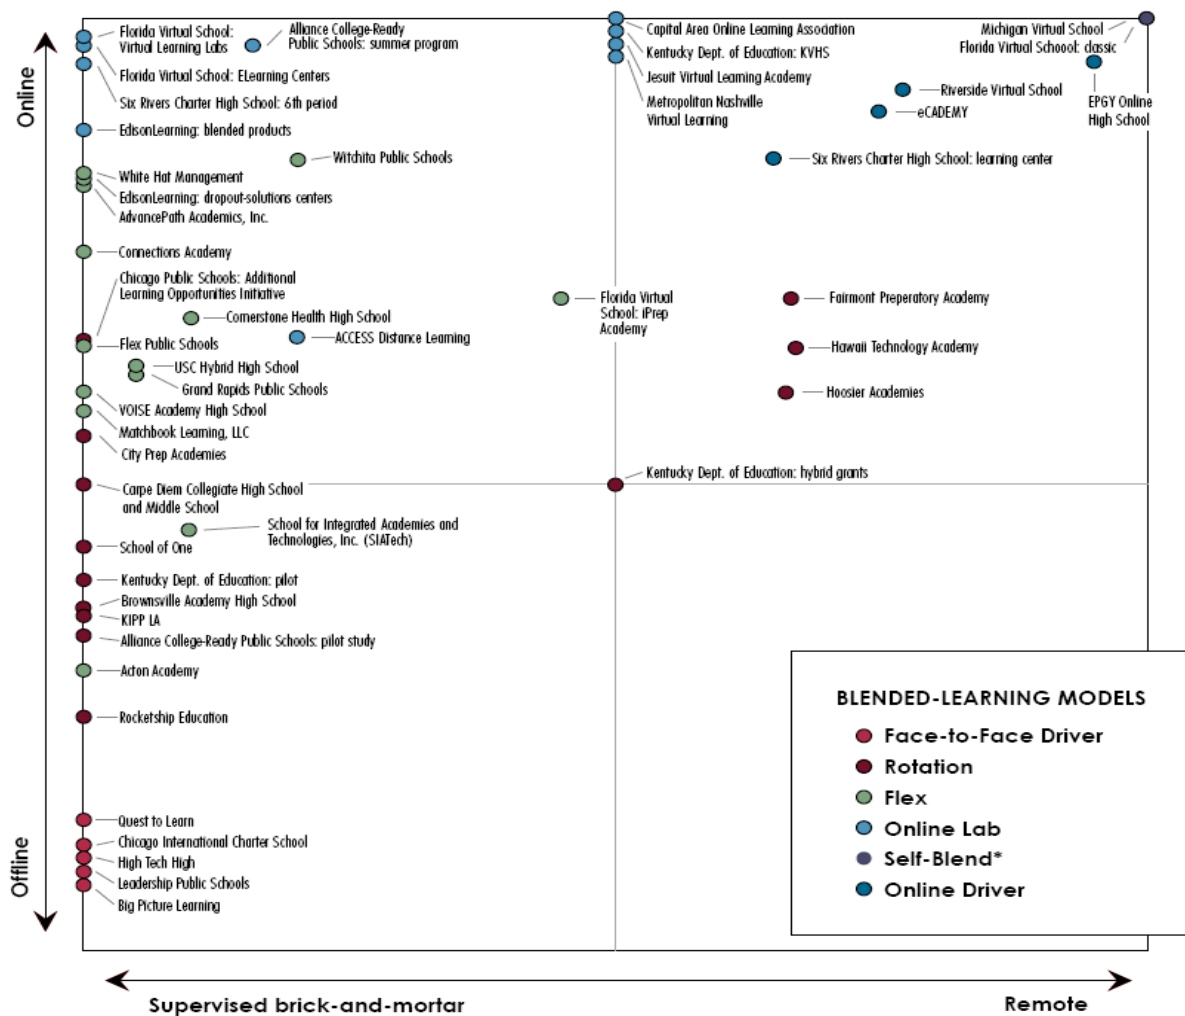 Online
Offline
Florida Virtual School:
Virtual Learning Labs
Alliance College-Ready
Public Schools: summer program
Florida Virtual School: ELearning Centers
Six Rivers Charter High School: 6th period
EdisonLearning: blended products
Witchita Public Schools
White Hat Management
EdisonLearning: dropout-solutions centers
AdvancePath Academics, Inc.
Connections Academy
Chicago Public Schools: Additional
Learning Opportunities Initiative
Cornerstone Health High School
ACCESS Distance Learning
Flex Public Schools
USC Hybrid High School
Grand Rapids Public Schools
VOISE Academy High School
Matchbook Learning, LLC
City Prep Academies
Carpe Diem Collegiate High School
and Middle School
School for Integrated Academies and
Technologies, Inc. (SIATech)
School of One
Kentucky Dept. of Education: pilot
Brownsville Academy High School
KIPP LA
Alliance College-Ready Public Schools: pilot study
Acton Academy
Rocketship Education
Quest to Learn
Chicago International Charter School
High Tech High
Leadership Public Schools
Big Picture Learning
Capital Area Online Learning Association
Kentucky Dept. of Education: KVHS
Jesuit Virtual Learning Academy
Metropolitan Nashville
Virtual Learning
Michigan Virtual School
Florida Virtual Schoool: classic
Riverside Virtual School
eCADEMY
EPGY Online
High School
Six Rivers Charter High School: learning center
Florida Virtual
School: iPrep
Academy
Fairmont Preperatory Academy
Hawaii Technology Academy
Hoosier Academies
Kentucky Dept. of Education: hybrid grants
BLENDED-LEARNING MODELS
Face-to-Face Driver
Rotation
Flex
Online Lab
Self-Blend*
Online Driver
Supervised brick-and-mortar
Remote